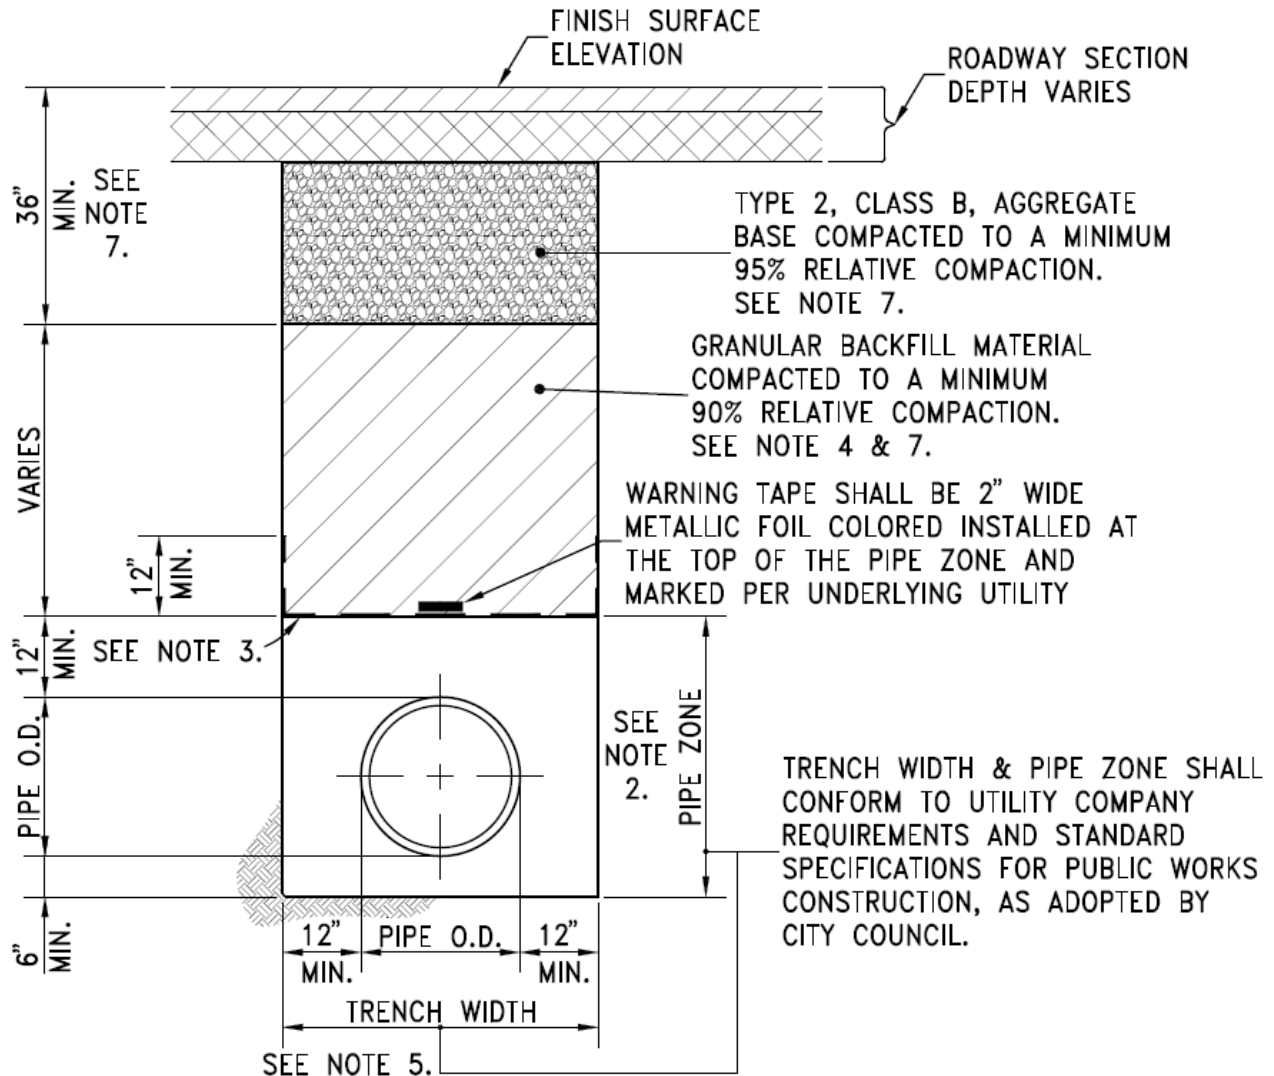 FINISH SURFACE
ELEVATION
ROADWAY SECTION
DEPTH VARIES
36"
MIN.
SEE
NOTE
7.
TYPE 2, CLASS B, AGGREGATE
BASE COMPACTED TO A MINIMUM
95% RELATIVE COMPACTION.
SEE NOTE 7.
GRANULAR BACKFILL MATERIAL
COMPACTED TO A MINIMUM
90% RELATIVE COMPACTION.
SEE NOTE 4 & 7.
VARIES
WARNING TAPE SHALL BE 2" WIDE
METALLIC FOIL COLORED INSTALLED AT
THE TOP OF THE PIPE ZONE AND
MARKED PER UNDERLYING UTILITY
12"
MIN.
12"
MIN.
SEE NOTE 3.
PIPE O.D.
SEE
NOTE
2.
PIPE ZONE
TRENCH WIDTH & PIPE ZONE SHALL
CONFORM TO UTILITY COMPANY
REQUIREMENTS AND STANDARD
SPECIFICATIONS FOR PUBLIC WORKS
CONSTRUCTION, AS ADOPTED BY
CITY COUNCIL.
6"
MIN.
12"
MIN.
PIPE O.D.
12"
MIN.
TRENCH WIDTH
SEE NOTE 5.